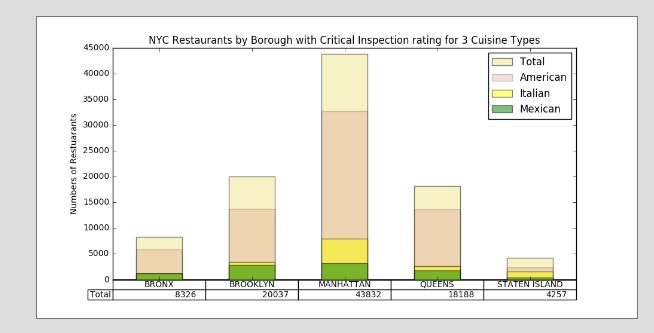 NYC Restaurants by Borough with Critical Inspection rating for 3 Cuisine Types
45000
40000
35000
30000
25000
20000
15000
10000
5000
0
Numbers of Restuarants
Total
American
Italian
Mexican
BRONX BROOKLYN MANHATTAN QUEENS STATEN ISLAND
Total 8326 20037 43832 18188 4257